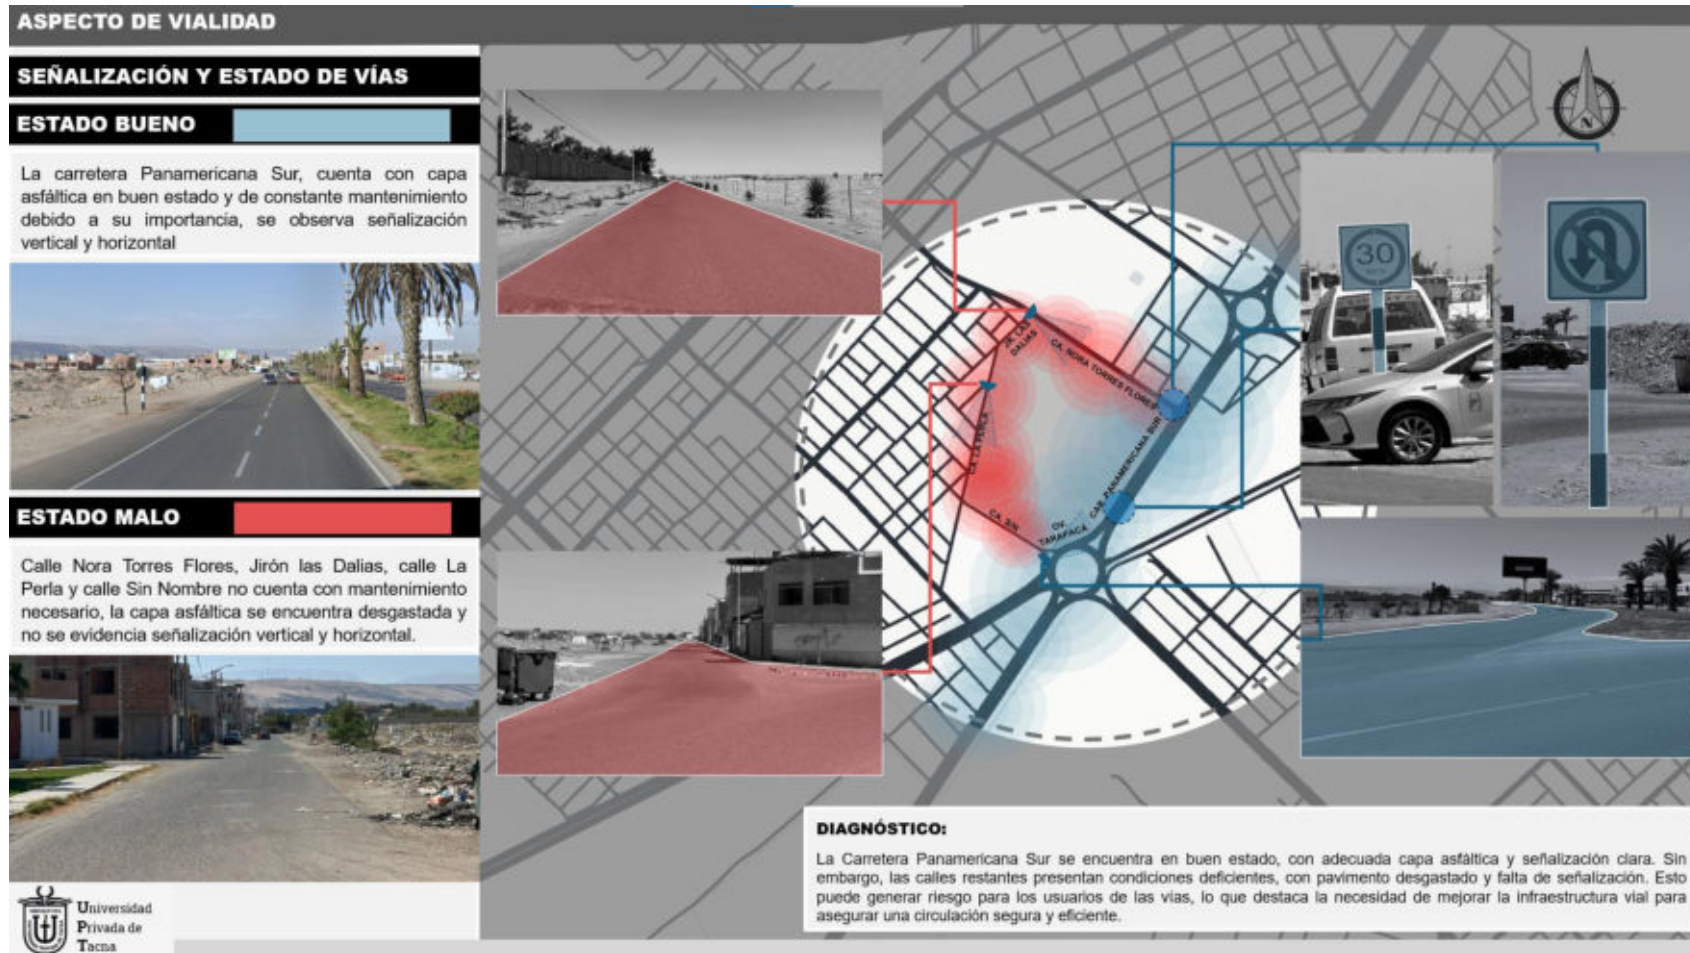 ASPECTO DE VIALIDAD
SEÑALIZACIÓN Y ESTADO DE VÍAS
ESTADO BUENO
La carretera Panamericana Sur, cuenta con capa
asfáltica en buen estado y de constante mantenimiento
debido a su importancia, se observa señalización
vertical y horizontal
ESTADO MALO
Calle Nora Torres Flores, Jirón las Dalias, calle La
Perla y calle Sin Nombre no cuenta con mantenimiento
necesario, la capa asfáltica se encuentra desgastada y
no se evidencia señalización vertical y horizontal.
Universidad
Privada de
Tacna
JR. LAS
DALIAS
CA. NORA TORRES FLORES
CA. LA PERLA
CAR. PANAMERICANA SUR
CA. S/N
OV.
TARAPACÁ
N
30
DIAGNÓSTICO:
La Carretera Panamericana Sur se encuentra en buen estado, con adecuada capa asfáltica y señalización clara. Sin
embargo, las calles restantes presentan condiciones deficientes, con pavimento desgastado y falta de señalización. Esto
puede generar riesgo para los usuarios de las vías, lo que destaca la necesidad de mejorar la infraestructura vial para
asegurar una circulación segura y eficiente.